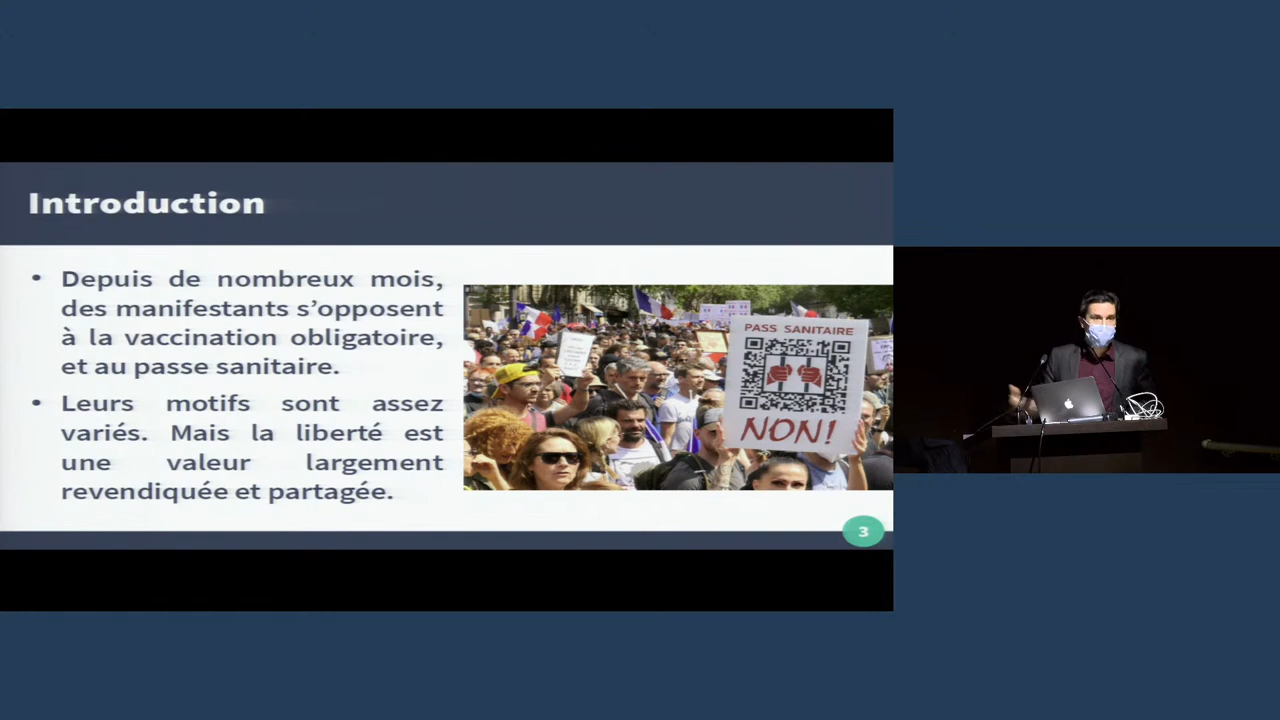 Introduction
• Depuis de nombreux mois,
des manifestants s’opposent
à la vaccination obligatoire,
et au passe sanitaire.
• Leurs motifs sont assez
variés. Mais la liberté est
une valeur largement
revendiquée et partagée.
PASS SANITAIRE
NON!
3